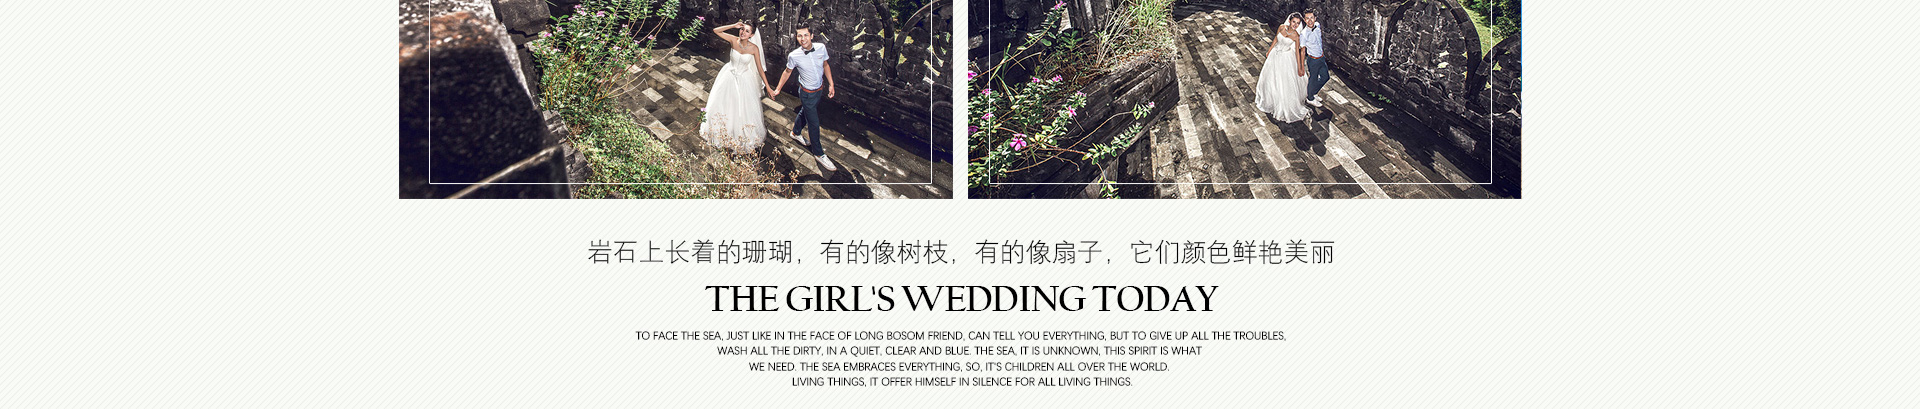 岩石上长着的珊瑚，有的像树枝，有的像扇子，它们颜色鲜艳美丽
THE GIRL'S WEDDING TODAY
TO FACE THE SEA, JUST LIKE IN THE FACE OF LONG BOSOM FRIEND, CAN TELL YOU EVERYTHING, BUT TO GIVE UP ALL THE TROUBLES,
WASH ALL THE DIRTY, IN A QUIET, CLEAR AND BLUE. THE SEA, IT IS UNKNOWN, THIS SPIRIT IS WHAT
WE NEED. THE SEA EMBRACES EVERYTHING, SO, IT'S CHILDREN ALL OVER THE WORLD.
LIVING THINGS, IT OFFER HIMSELF IN SILENCE FOR ALL LIVING THINGS.